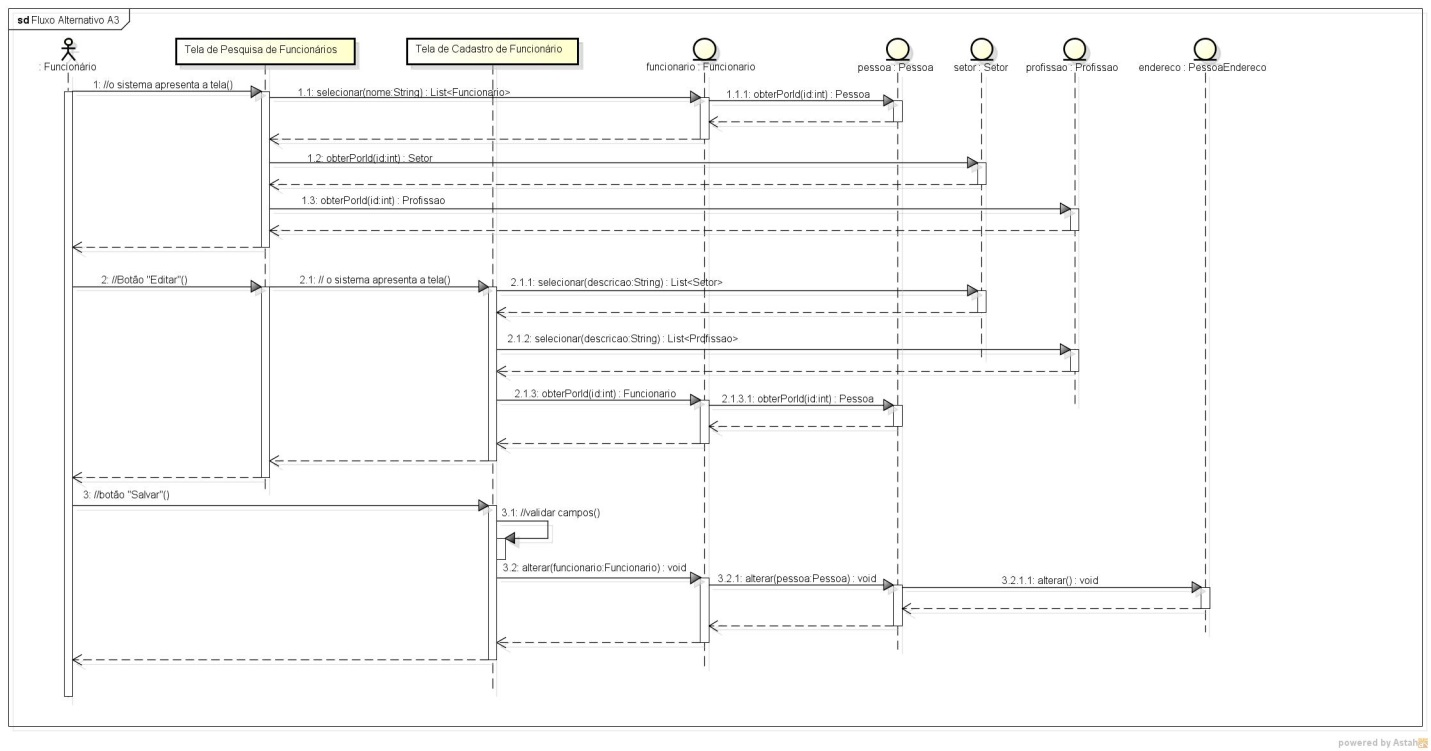 sd Fluxo Alternativo A3
: Funcionário
Tela de Pesquisa de Funcionários
Tela de Cadastro de Funcionário
funcionario : Funcionario
pessoa : Pessoa
setor : Setor
profissao : Profissao
endereco : PessoaEndereco
1: //o sistema apresenta a tela()
1.1: selecionar(nome:String) : List<Funcionario>
1.1.1: obterPorId(id:int) : Pessoa
1.2: obterPorId(id:int) : Setor
1.3: obterPorId(id:int) : Profissao
2: //Botão "Editar"()
2.1: // o sistema apresenta a tela()
2.1.1: selecionar(descricao:String) : List<Setor>
2.1.2: selecionar(descricao:String) : List<Profissao>
2.1.3: obterPorId(id:int) : Funcionario
2.1.3.1: obterPorId(id:int) : Pessoa
3: //botão "Salvar"()
3.1: //validar campos()
3.2: alterar(funcionario:Funcionario) : void
3.2.1: alterar(pessoa:Pessoa) : void
3.2.1.1: alterar() : void
powered by Astah